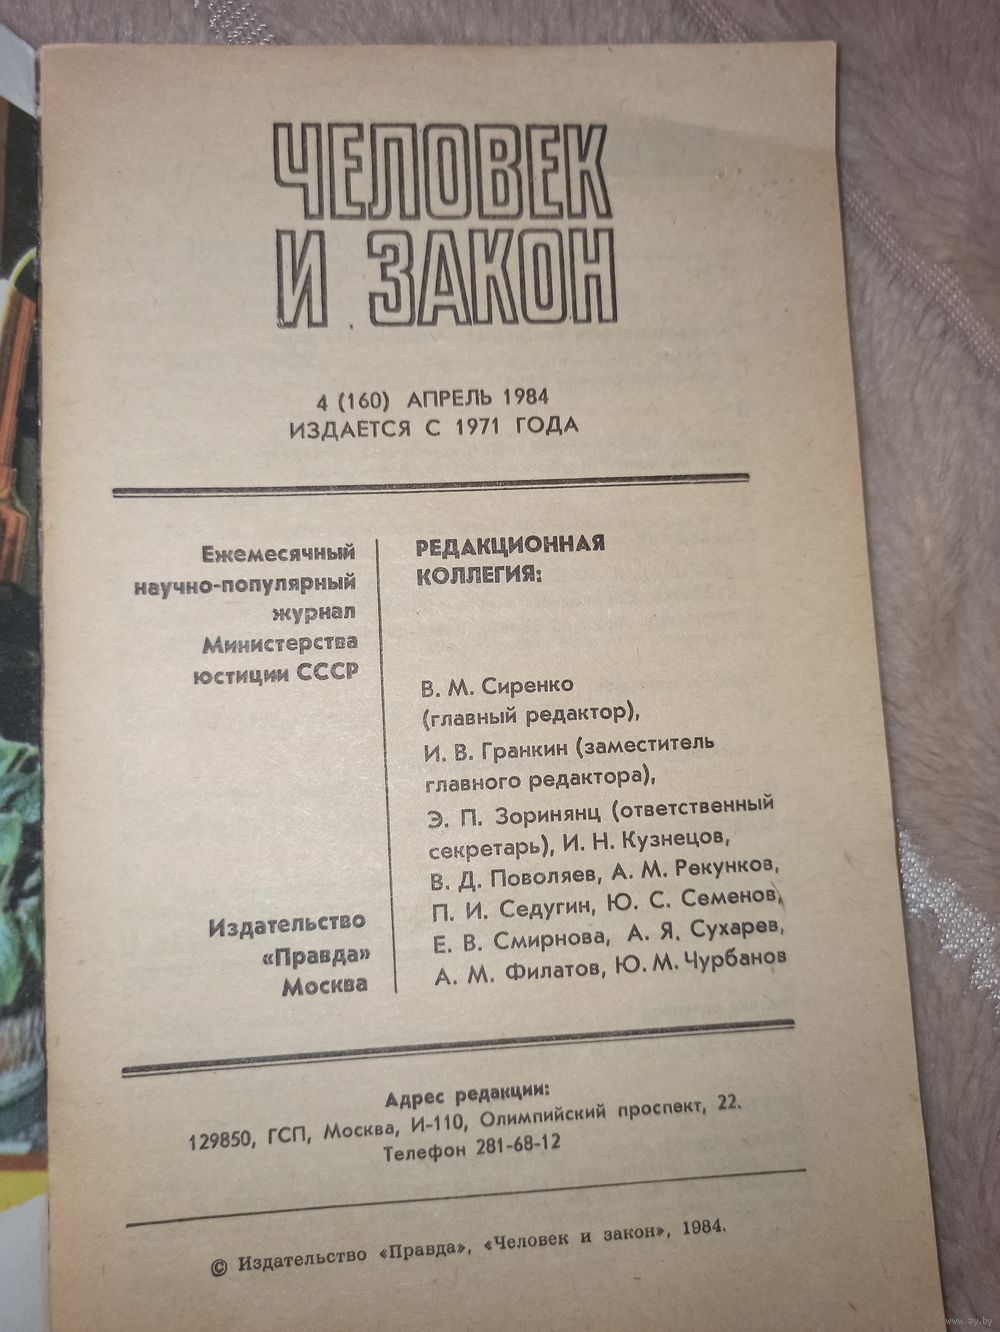 ЧЕЛОВЕК
И ЗАКОН
4 (160) АПРЕЛЬ 1984
ИЗДАЕТСЯ С 1971 ГОДА
Ежемесячный
научно-популярный
журнал
Министерства
юстиции СССР
Издательство
«Правда»
Москва
РЕДАКЦИОННАЯ
КОЛЛЕГИЯ:
В. М. Сиренко
(главный редактор),
И. В. Гранкин (заместитель
главного редактора),
Э. П. Зоринянц (ответственный
секретарь), И. Н. Кузнецов,
В. Д. Поволяев, А. М. Рекунков,
П. И. Седугин, Ю. С. Семенов,
Е. В. Смирнова, А. Я. Сухарев,
А. М. Филатов, Ю. М. Чурбанов
Адрес редакции:
129850, ГСП, Москва, И-110, Олимпийский проспект, 22.
Телефон 281-68-12
© Издательство «Правда», «Человек и закон», 1984.
www.ay.by